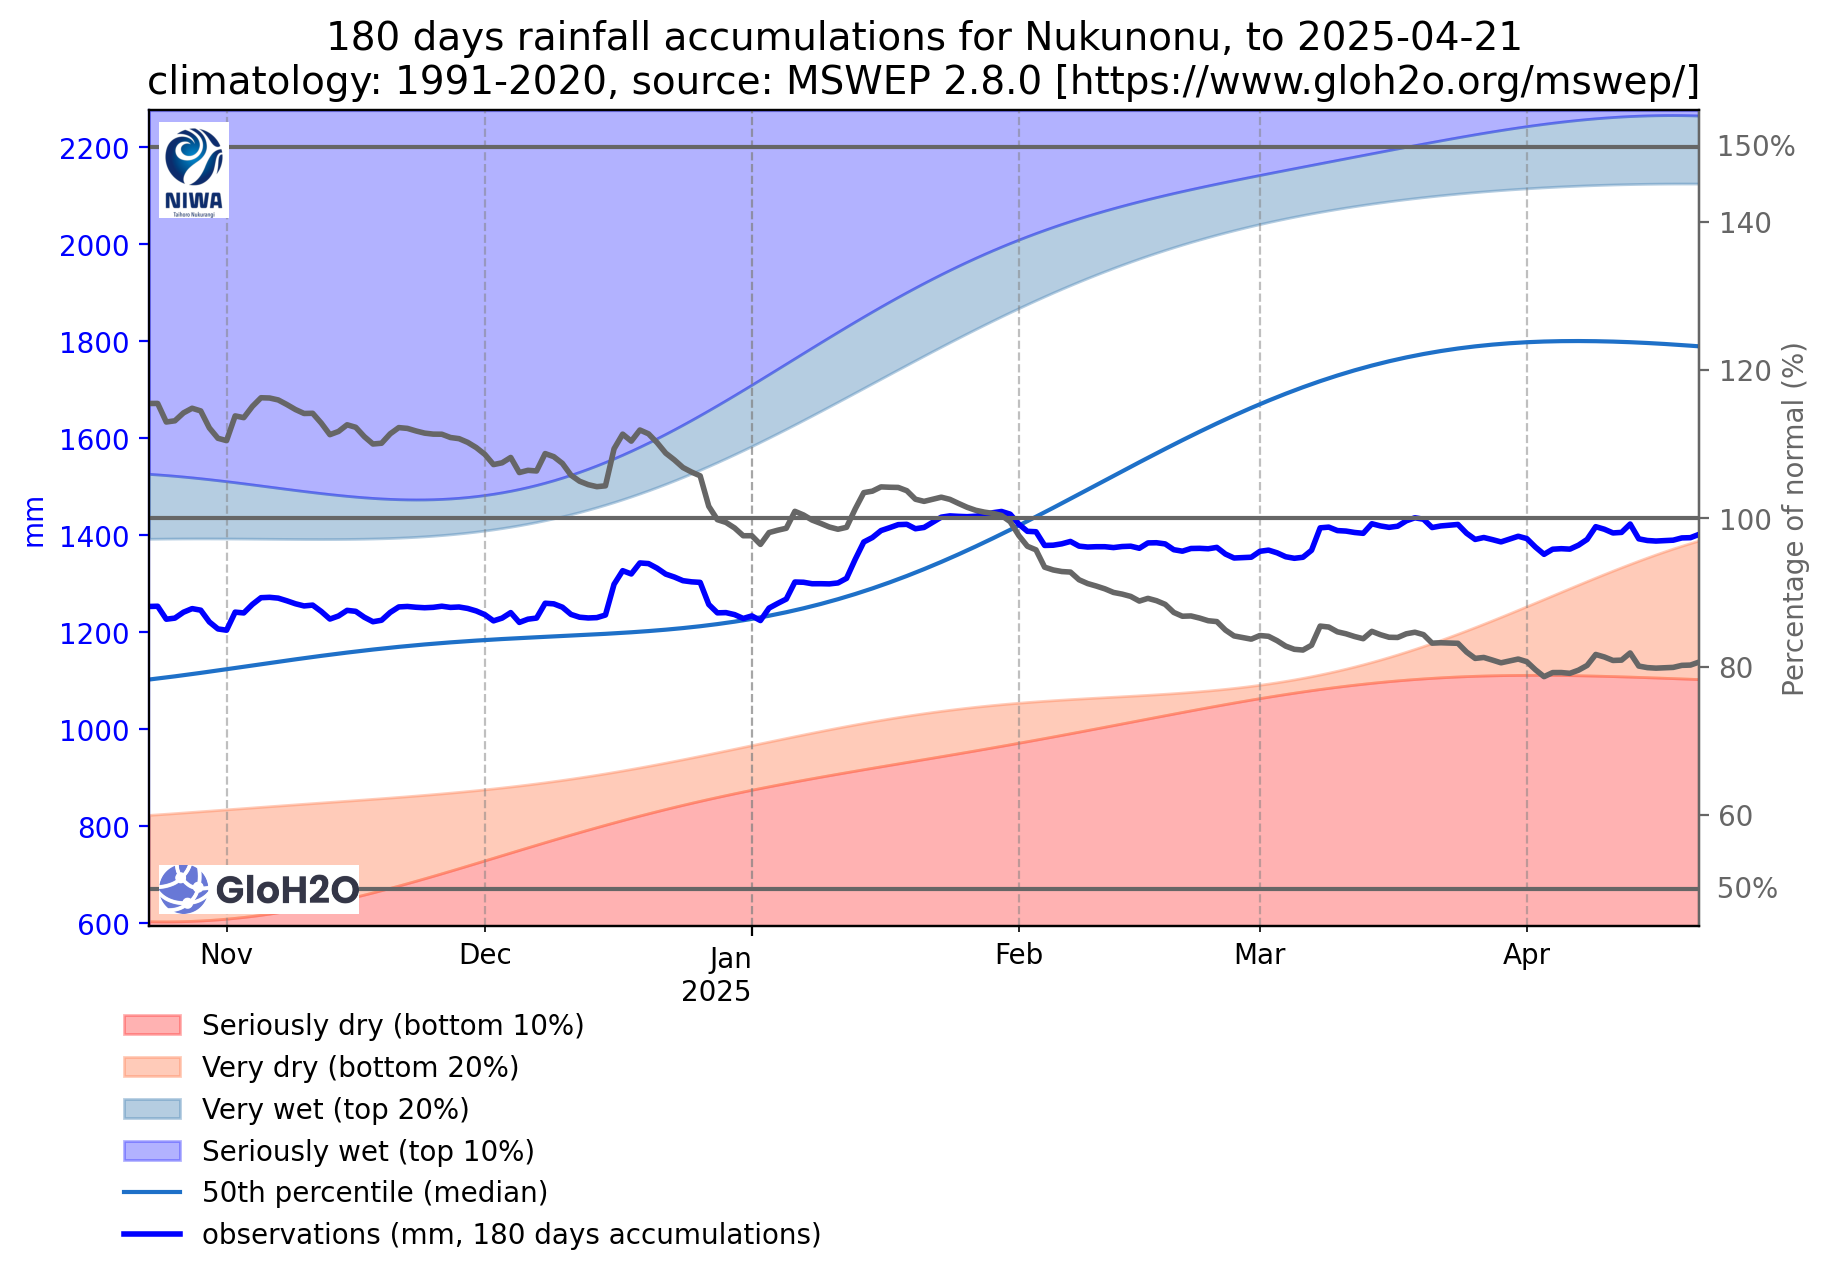 180 days rainfall accumulations for Nukunonu, to 2025-04-21
climatology: 1991-2020, source: MSWEP 2.8.0 [https://www.gloh2o.org/mswep/]
NIWA
Taihoro Nukurangi
2200
2000
1800
1600
1400
1200
1000
800
600
mm
150%
140
120
100
80
60
50%
Percentage of normal (%)
GloH2O
Nov
Dec
Jan
2025
Feb
Mar
Apr
Seriously dry (bottom 10%)
Very dry (bottom 20%)
Very wet (top 20%)
Seriously wet (top 10%)
50th percentile (median)
observations (mm, 180 days accumulations)